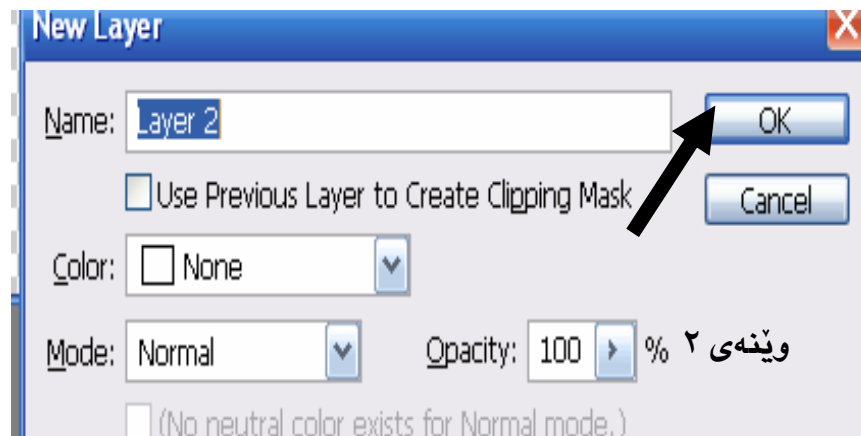 New Layer
Name: Layer 2
OK
Use Previous Layer to Create Clipping Mask
Cancel
Color: None
Mode: Normal Opacity: 100 %
وێنەی ٢
(No neutral color exists for Normal mode.)